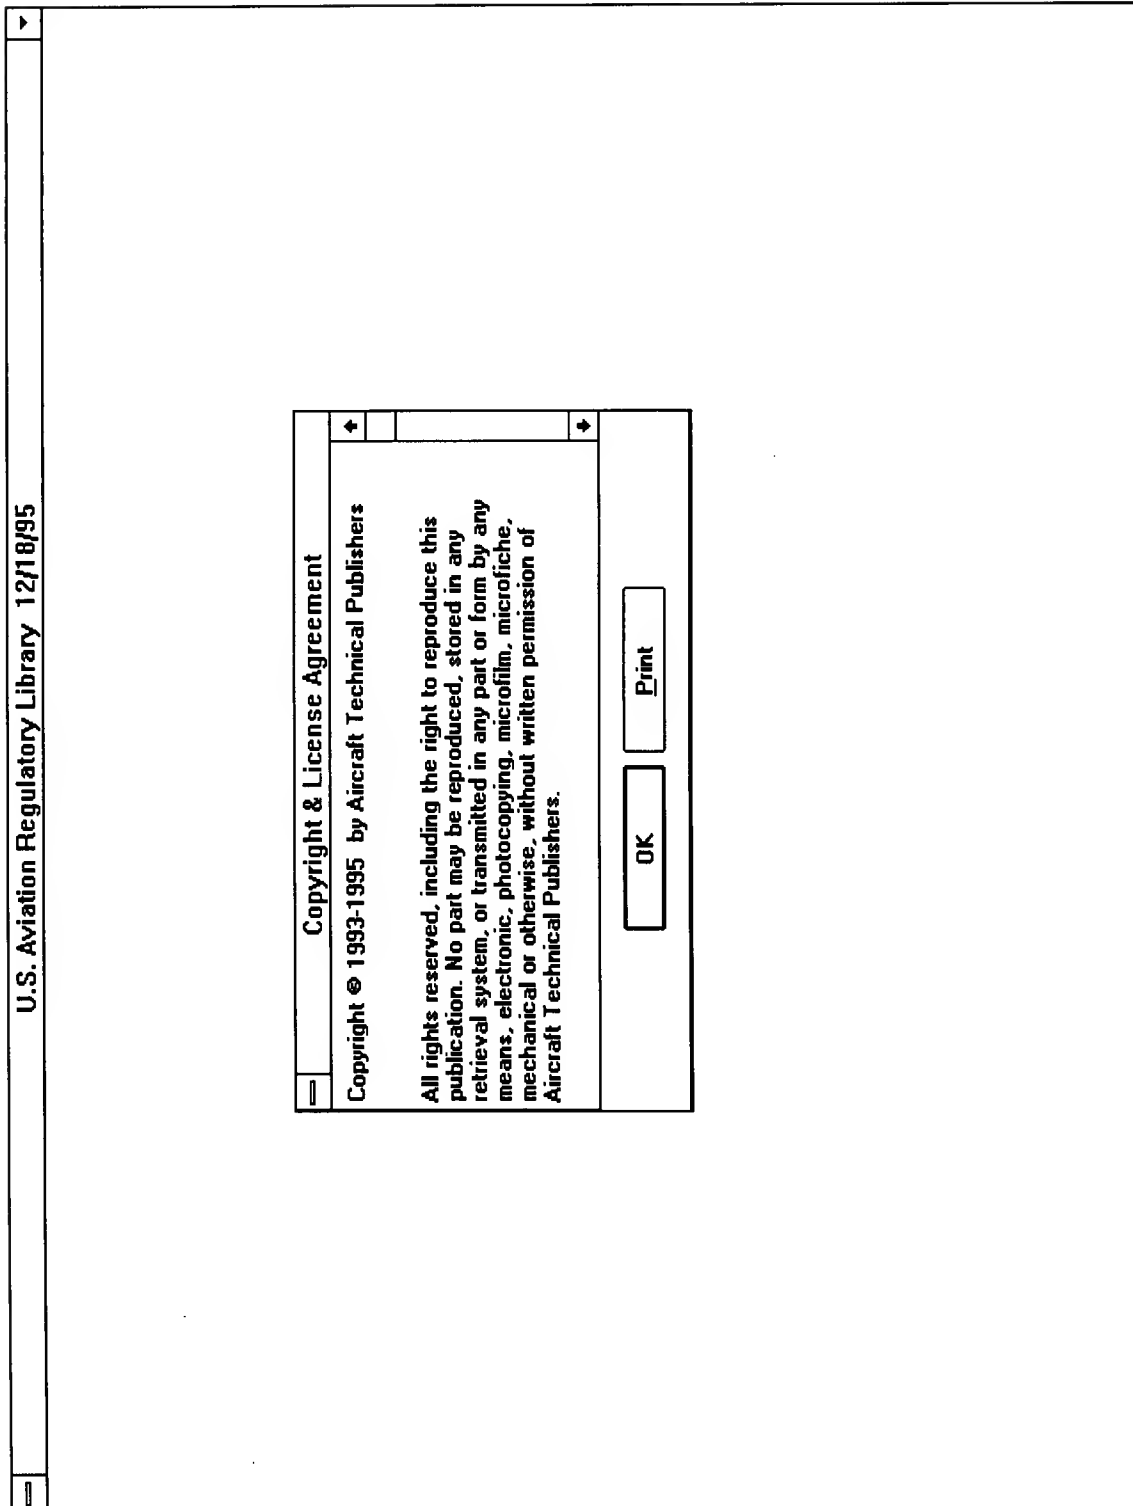 U.S. Aviation Regulatory Library 12/18/95
Copyright & License Agreement
Copyright © 1993-1995 by Aircraft Technical Publishers
All rights reserved, including the right to reproduce this
publication. No part may be reproduced, stored in any
retrieval system, or transmitted in any part or form by any
means, electronic, photocopying, microfilm, microfiche,
mechanical or otherwise, without written permission of
Aircraft Technical Publishers.
OK
Print